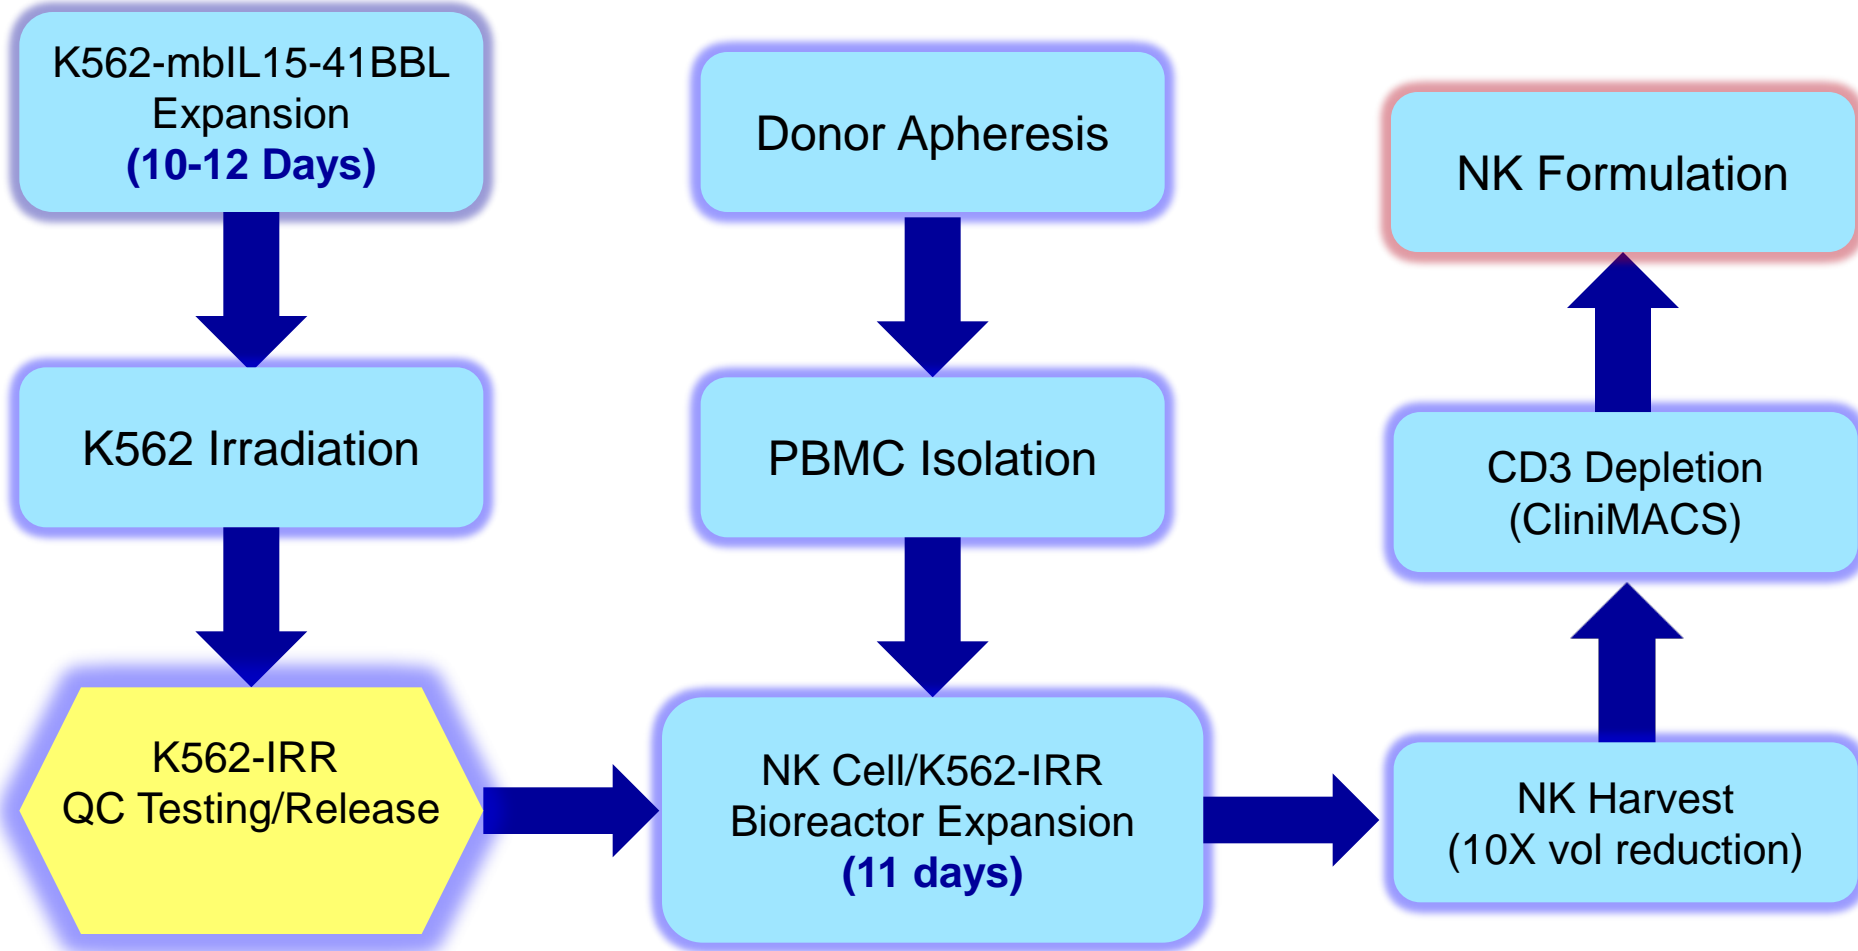 K562-mbIL15-41BBL
Expansion
(10-12 Days)
K562 Irradiation
K562-IRR
QC Testing/Release
Donor Apheresis
PBMC Isolation
NK Cell/K562-IRR
Bioreactor Expansion
(11 days)
NK Formulation
CD3 Depletion
(CliniMACS)
NK Harvest
(10X vol reduction)